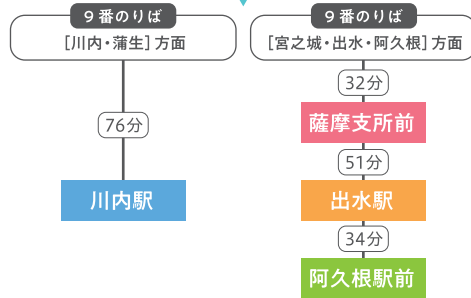 9番のりば
[川内・蒲生]方面
76分
川内駅
9番のりば
[宮之城・出水・阿久根]方面
32分
薩摩支所前
51分
出水駅
34分
阿久根駅前